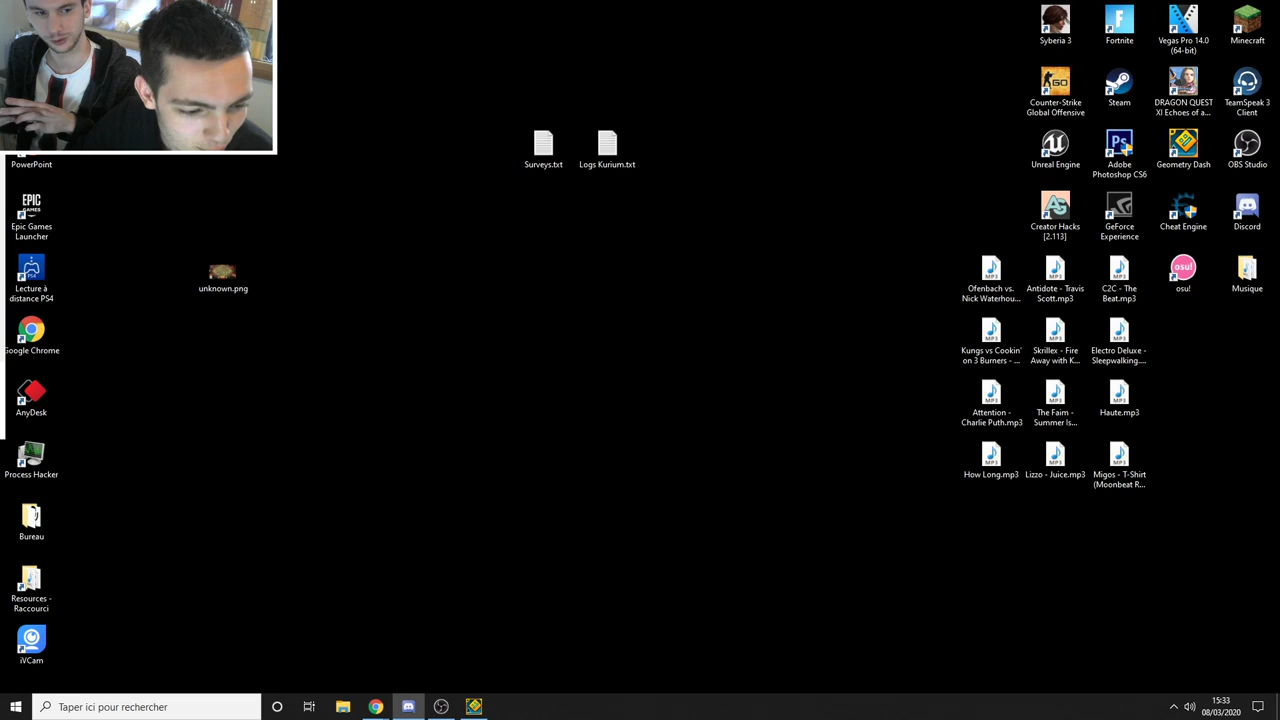 Syberia 3
Fortnite
Vegas Pro 14.0
(64-bit)
Minecraft
Counter-Strike
Global Offensive
Steam
DRAGON QUEST
XI Echoes of a...
TeamSpeak 3
Client
PowerPoint
Surveys.txt
Logs Kurium.txt
Unreal Engine
Adobe
Photoshop CS6
Geometry Dash
OBS Studio
Epic Games
Launcher
Creator Hacks
[2.113]
GeForce
Experience
Cheat Engine
Discord
Lecture à
distance PS4
unknown.png
Ofenbach vs.
Nick Waterhou...
Antidote - Travis
Scott.mp3
C2C - The
Beat.mp3
osu!
Musique
Google Chrome
Kungs vs Cookin'
on 3 Burners - ...
Skrillex - Fire
Away with K...
Electro Deluxe -
Sleepwalking....
AnyDesk
Attention -
Charlie Puth.mp3
The Faim -
Summer Is...
Haute.mp3
Process Hacker
How Long.mp3
Lizzo - Juice.mp3
Migos - T-Shirt
(Moonbeat R...
Bureau
Resources -
Raccourci
iVCam
Taper ici pour rechercher
15:33
08/03/2020